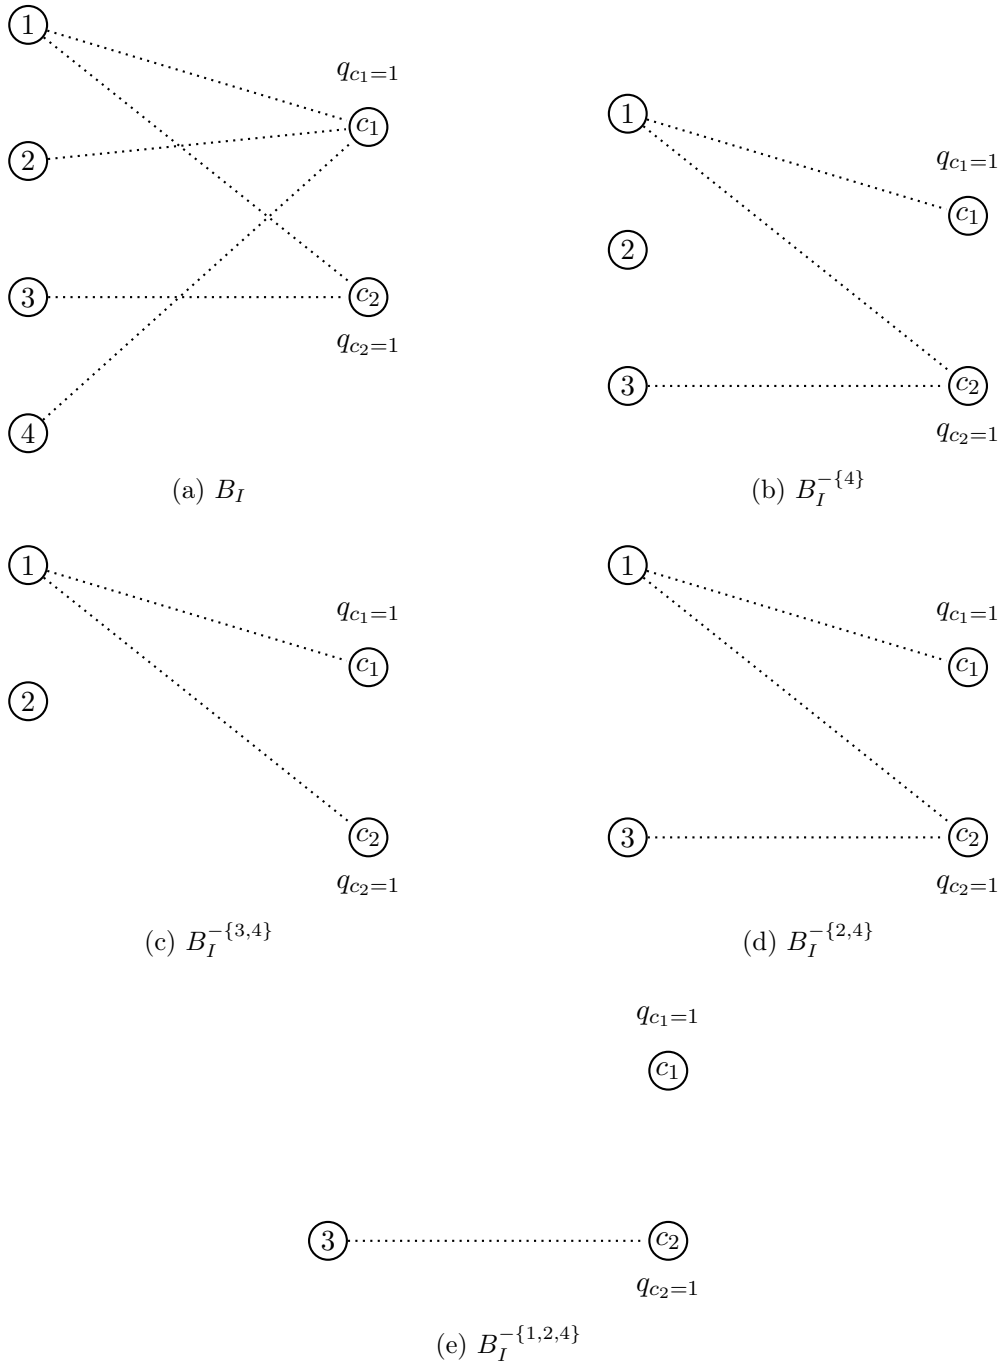 1
q_{c_1=1}
c_1
2
3
c_2
q_{c_2=1}
4
(a) B_I
1
q_{c_1=1}
c_1
2
3
c_2
q_{c_2=1}
(b) B_I^{-\{4\}}
1
q_{c_1=1}
c_1
2
c_2
q_{c_2=1}
(c) B_I^{-\{3,4\}}
1
q_{c_1=1}
c_1
3
c_2
q_{c_2=1}
(d) B_I^{-\{2,4\}}
q_{c_1=1}
c_1
3
c_2
q_{c_2=1}
(e) B_I^{-\{1,2,4\}}